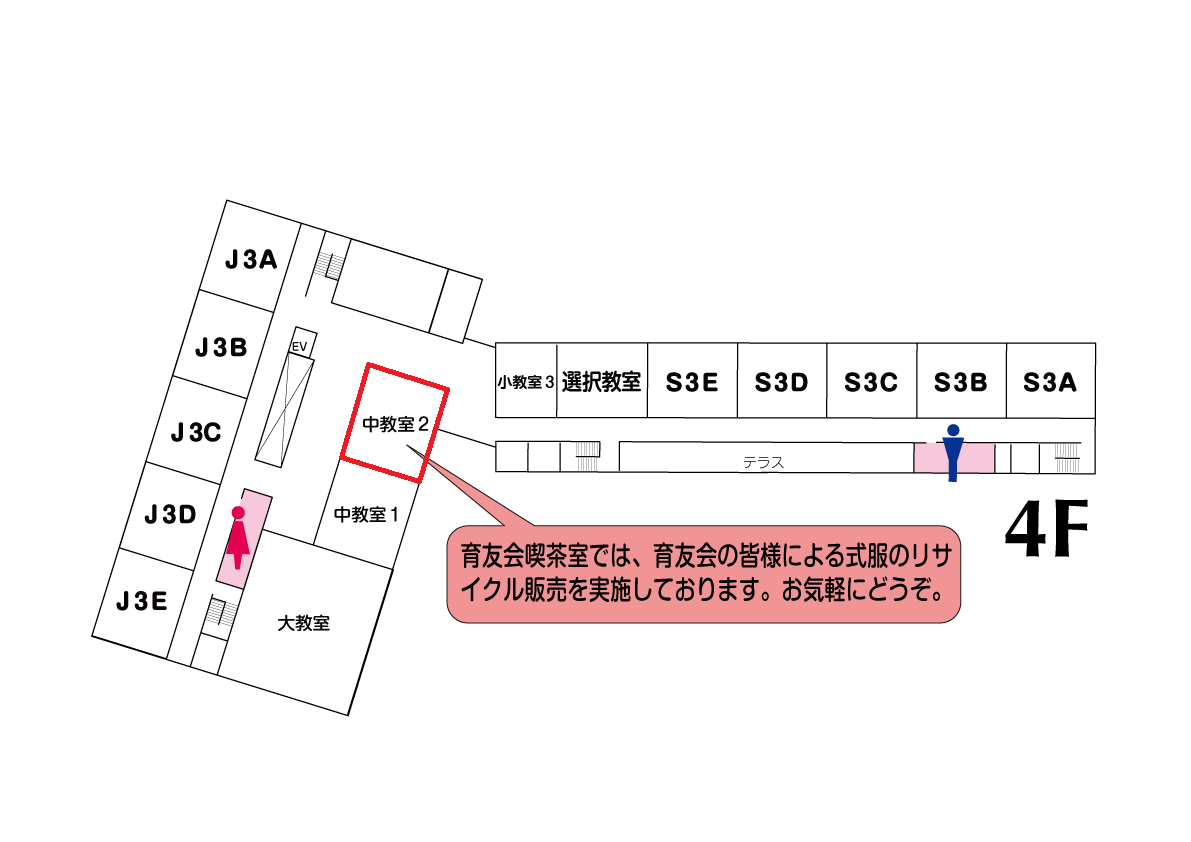 J3A
J3B
EV
J3C
J3D
J3E
中教室2
中教室1
大教室
小教室3
選択教室
S3E
S3D
S3C
S3B
S3A
テラス
4F
育友会喫茶室では、育友会の皆様による式服のリサ
イクル販売を実施しております。お気軽にどうぞ。